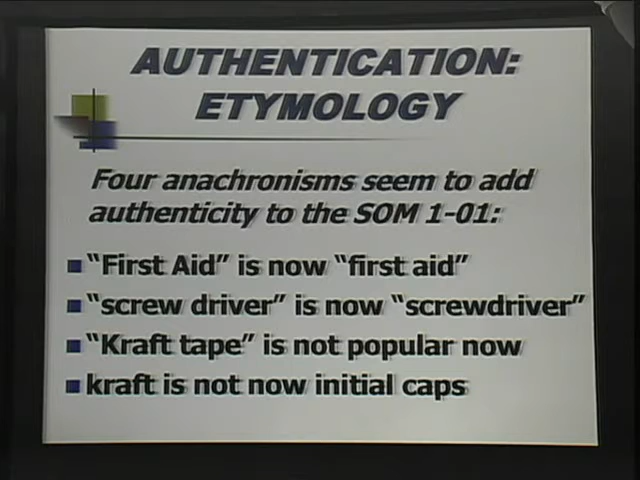 AUTHENTICATION:
ETYMOLOGY
Four anachronisms seem to add
authenticity to the SOM 1-01:
“First Aid” is now “first aid”
“screw driver” is now “screwdriver”
“Kraft tape” is not popular now
kraft is not now initial caps